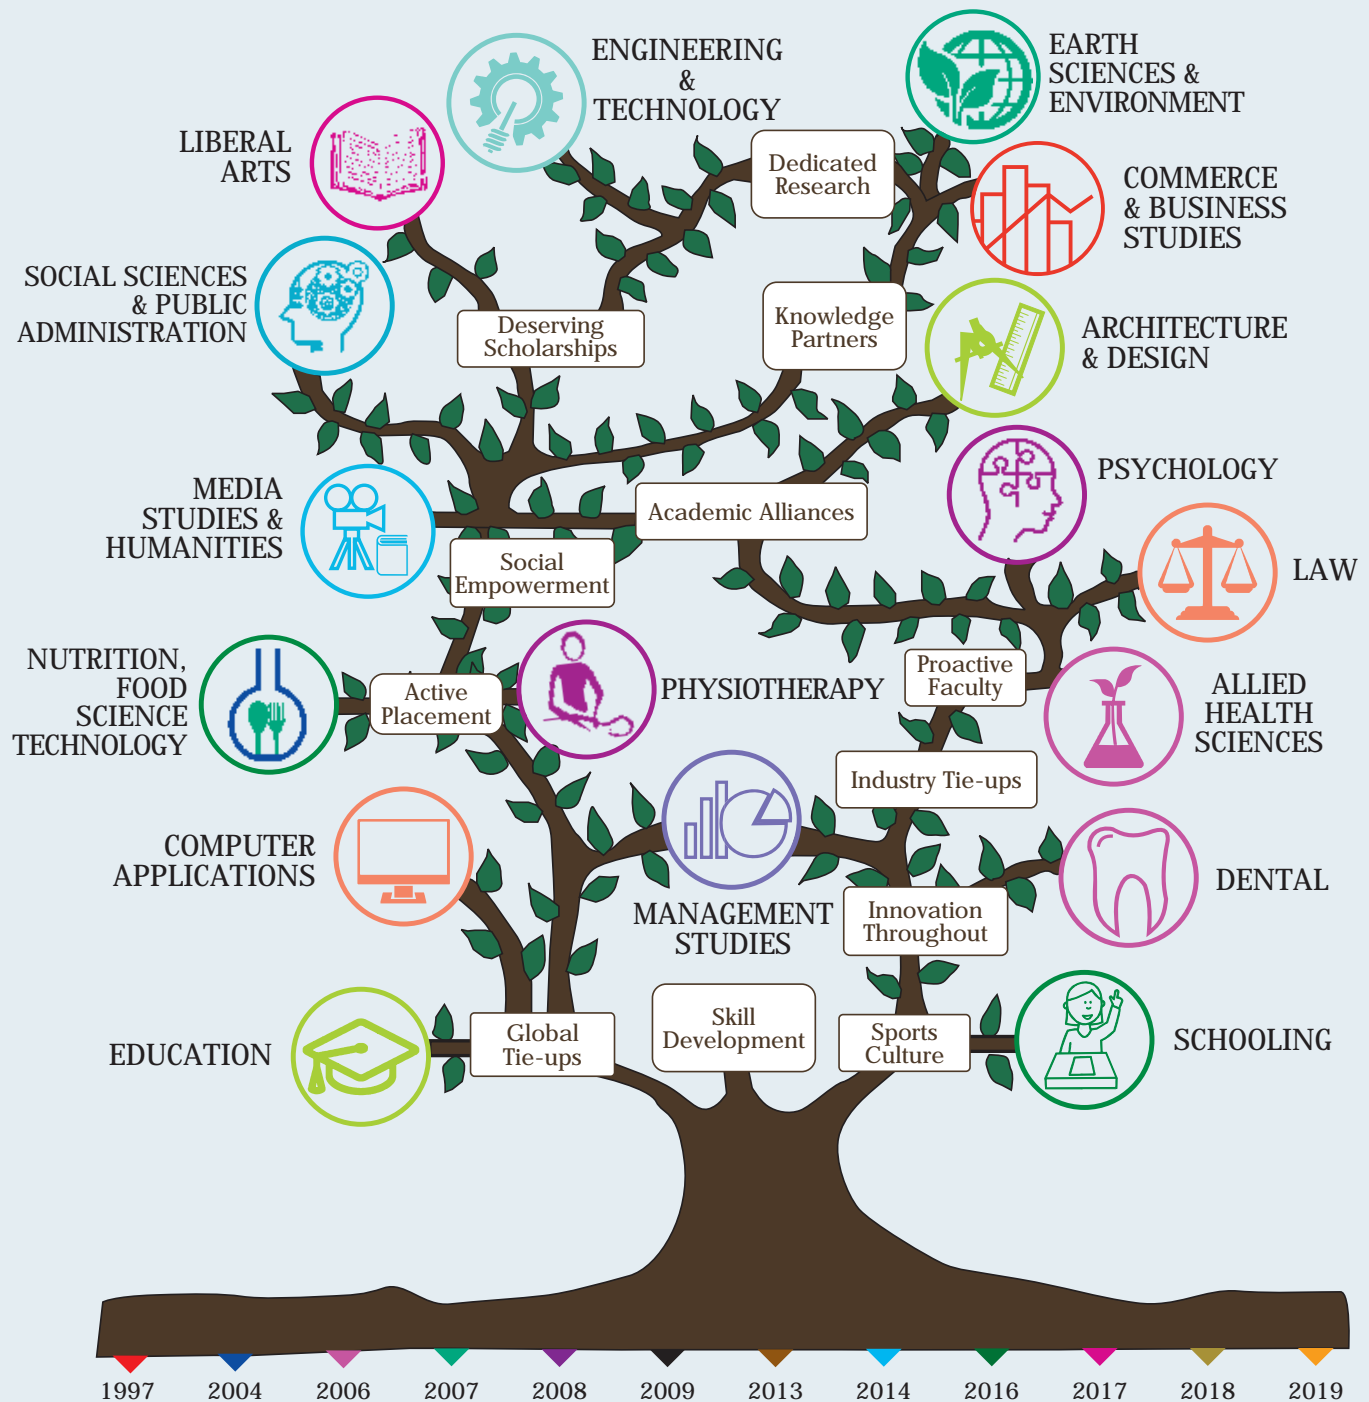 ENGINEERING
&
TECHNOLOGY
EARTH
SCIENCES &
ENVIRONMENT
LIBERAL
ARTS
Dedicated
Research
COMMERCE
& BUSINESS
STUDIES
SOCIAL SCIENCES
& PUBLIC
ADMINISTRATION
Deserving
Scholarships
Knowledge
Partners
ARCHITECTURE
& DESIGN
MEDIA
STUDIES &
HUMANITIES
Academic Alliances
PSYCHOLOGY
Social
Empowerment
LAW
NUTRITION,
FOOD
SCIENCE
TECHNOLOGY
Active
Placement
PHYSIOTHERAPY
Proactive
Faculty
ALLIED
HEALTH
SCIENCES
Industry Tie-ups
COMPUTER
APPLICATIONS
MANAGEMENT
STUDIES
Innovation
Throughout
DENTAL
EDUCATION
Global
Tie-ups
Skill
Development
Sports
Culture
SCHOOLING
1997 2004 2006 2007 2008 2009 2013 2014 2016 2017 2018 2019